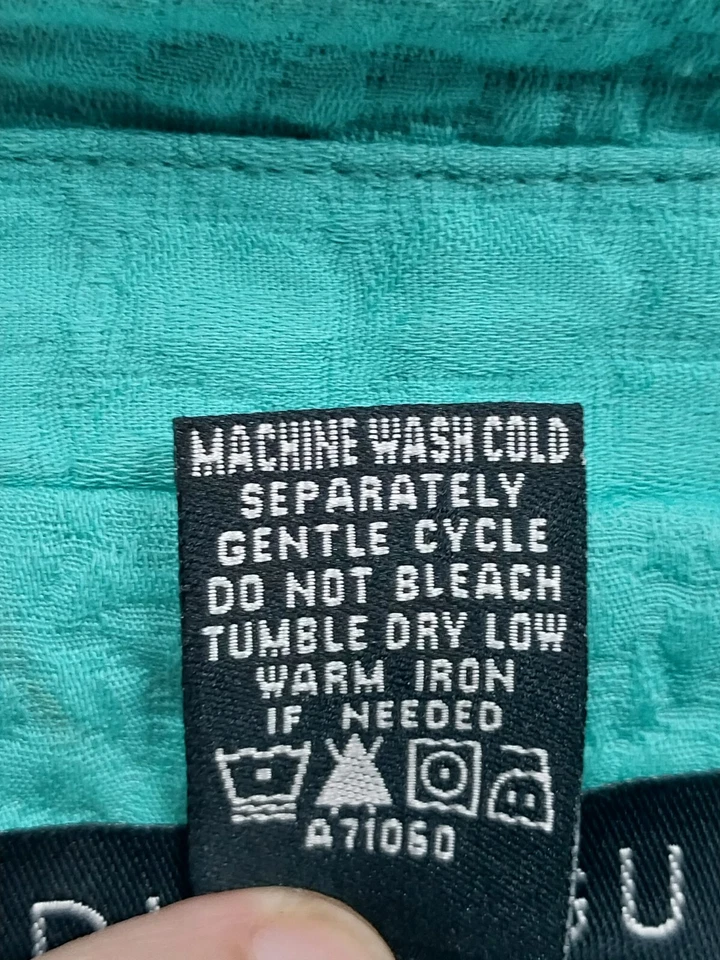 MACHINE WASH COLD
SEPARATELY
GENTLE CYCLE
DO NOT BLEACH
TUMBLE DRY LOW
WARM IRON
IF NEEDED
A71060